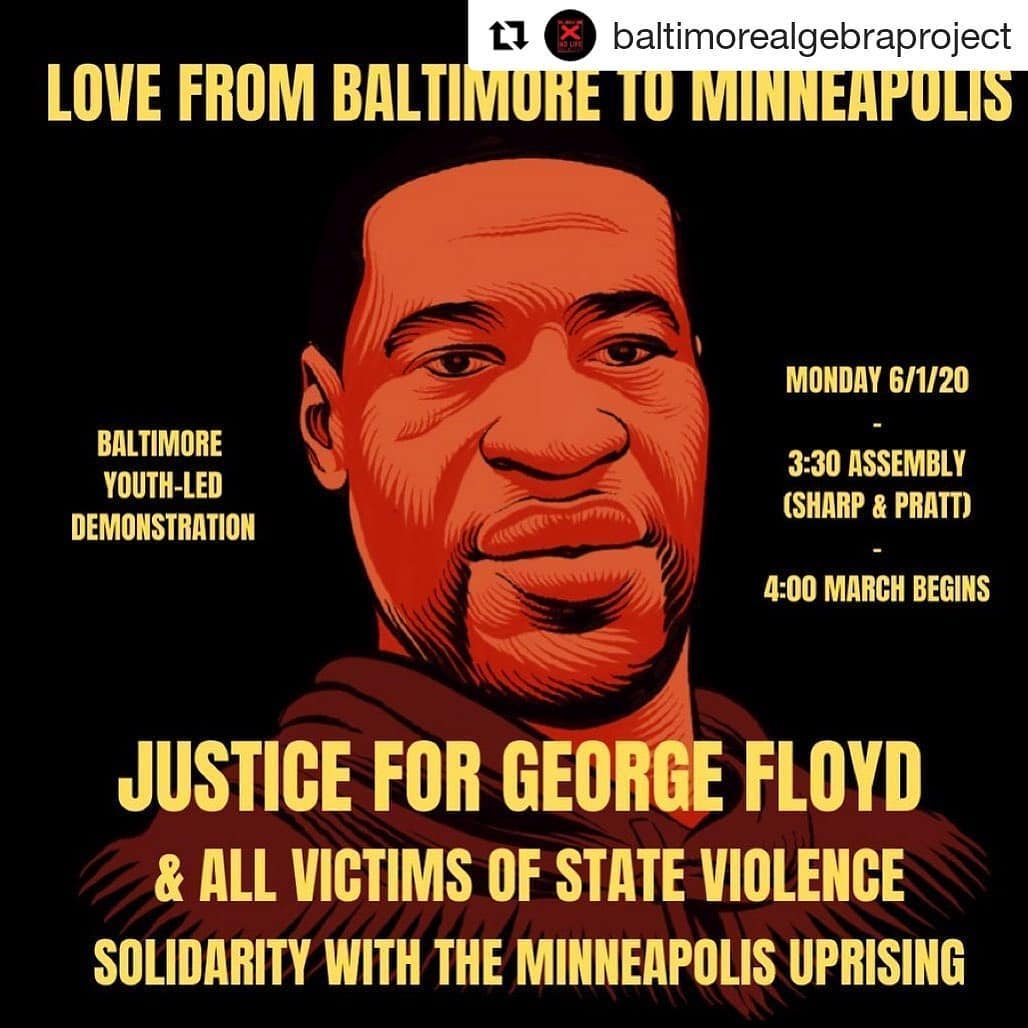 baltimorealgebraproject
LOVE FROM BALTIMORE TO MINNEAPOLIS
BALTIMORE
YOUTH-LED
DEMONSTRATION
MONDAY 6/1/20
-
3:30 ASSEMBLY
(SHARP & PRATT)
-
4:00 MARCH BEGINS
JUSTICE FOR GEORGE FLOYD
& ALL VICTIMS OF STATE VIOLENCE
SOLIDARITY WITH THE MINNEAPOLIS UPRISING